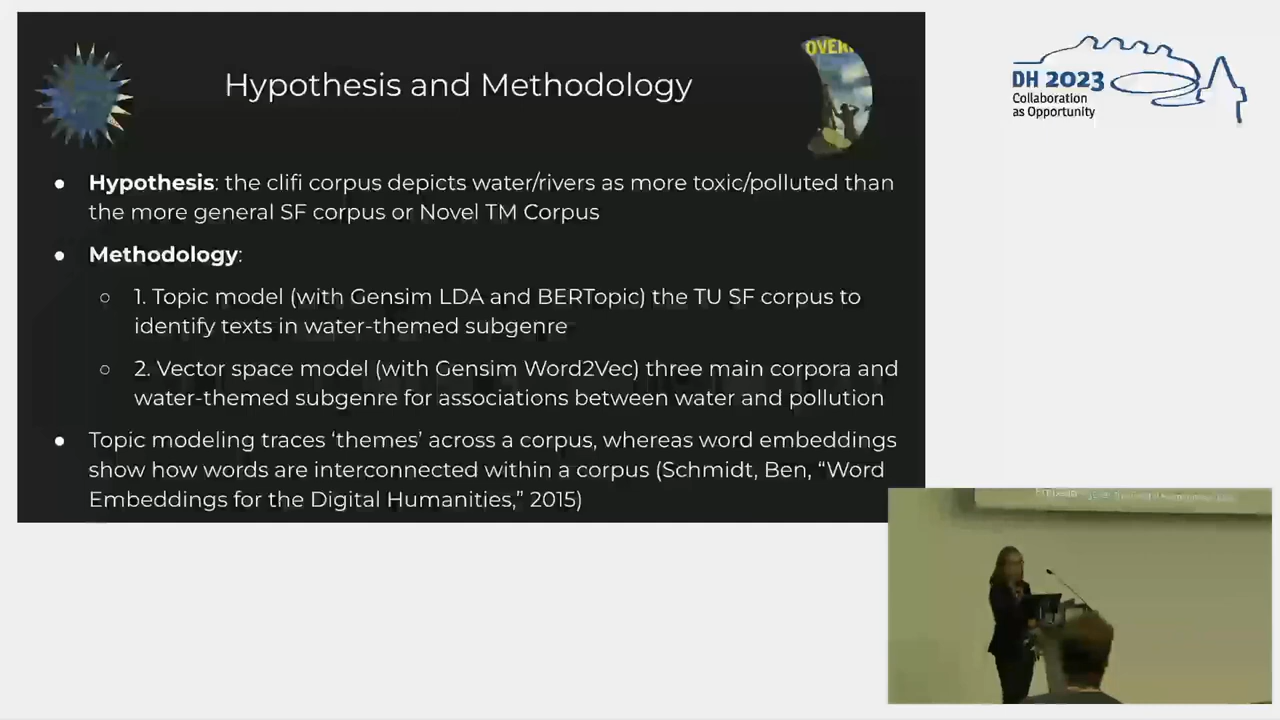 Hypothesis and Methodology
OVER
● Hypothesis: the clifi corpus depicts water/rivers as more toxic/polluted than
the more general SF corpus or Novel TM Corpus
● Methodology:
○ 1. Topic model (with Gensim LDA and BERTopic) the TU SF corpus to
identify texts in water-themed subgenre
○ 2. Vector space model (with Gensim Word2Vec) three main corpora and
water-themed subgenre for associations between water and pollution
● Topic modeling traces ‘themes’ across a corpus, whereas word embeddings
show how words are interconnected within a corpus (Schmidt, Ben, “Word
Embeddings for the Digital Humanities,” 2015)
DH 2023
Collaboration
as Opportunity